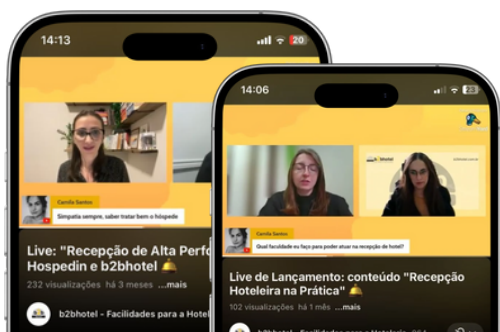 14:13
20
Camila Santos
Simpatia sempre, saber tratar bem o hóspede
Live: "Recepção de Alta Perfo
Hospedin e b2bhotel 🛎️
232 visualizações há 3 meses ...mais
b2bhotel - Facilidades para a Hotel
14:06
23
b2bhotel
Camila Santos
Qual faculdade eu faço para poder atuar na recepção de hotel?
Live de Lançamento: conteúdo "Recepção
Hoteleira na Prática" 🛎️
102 visualizações há 1 mês ...mais